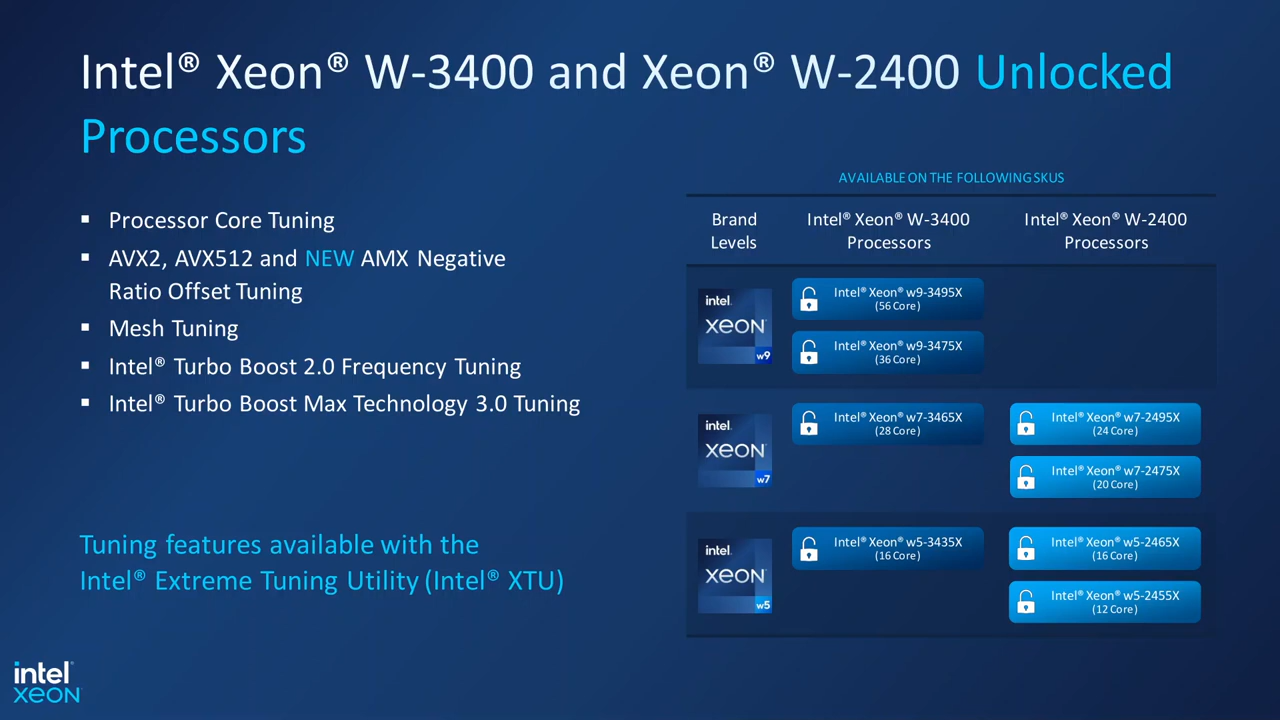 Intel® Xeon® W-3400 and Xeon® W-2400 Unlocked
Processors
▪ Processor Core Tuning
▪ AVX2, AVX512 and NEW AMX Negative
Ratio Offset Tuning
▪ Mesh Tuning
▪ Intel® Turbo Boost 2.0 Frequency Tuning
▪ Intel® Turbo Boost Max Technology 3.0 Tuning
Tuning features available with the
Intel® Extreme Tuning Utility (Intel® XTU)
AVAILABLE ON THE FOLLOWING SKUS
Brand
Levels
Intel® Xeon® W-3400
Processors
Intel® Xeon® W-2400
Processors
intel.
XEON
w9
Intel® Xeon® w9-3495X
(56 Core)
Intel® Xeon® w9-3475X
(36 Core)
intel.
XEON
w7
Intel® Xeon® w7-3465X
(28 Core)
Intel® Xeon® w7-2495X
(24 Core)
Intel® Xeon® w7-2475X
(20 Core)
intel.
XEON
w5
Intel® Xeon® w5-3435X
(16 Core)
Intel® Xeon® w5-2465X
(16 Core)
Intel® Xeon® w5-2455X
(12 Core)
intel
XEON